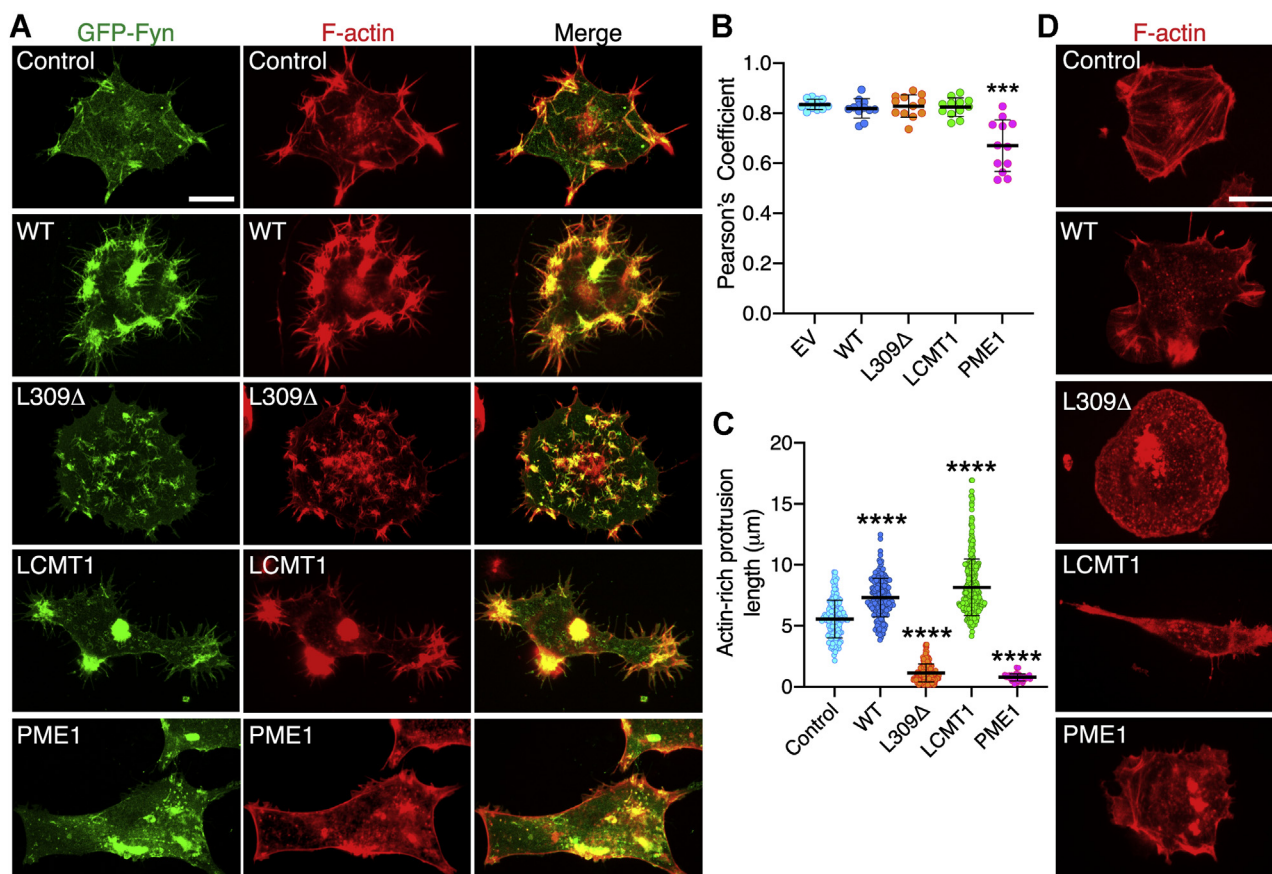 A
GFP-Fyn F-actin Merge
Control Control
WT WT
L309Δ L309Δ
LCMT1 LCMT1
PME1 PME1
B
Pearson's Coefficient
1.0
0.8
0.6
0.4
0.2
0.0
***
EV WT L309Δ LCMT1 PME1
C
Actin-rich protrusion
length (μm)
20
15
10
5
0
**** **** **** ****
Control WT L309Δ LCMT1 PME1
D
F-actin
Control
WT
L309Δ
LCMT1
PME1